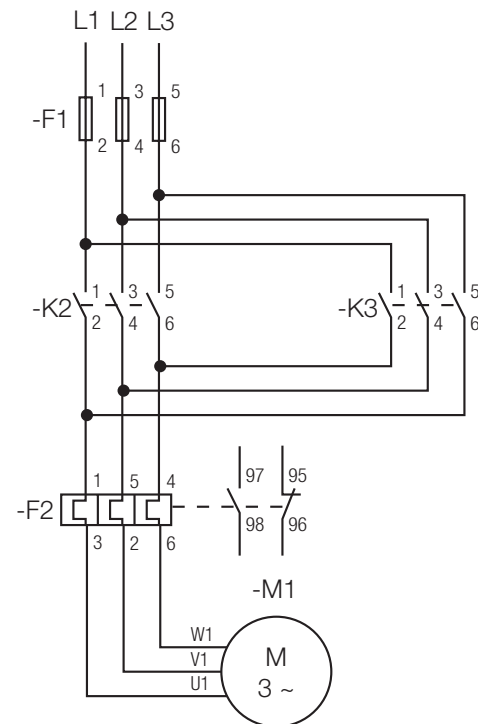 L1 L2 L3
1 3 5
-F1
2 4 6
1 3 5 1 3 5
-K2 -K3
2 4 6 2 4 6
1 5 4 97 95
-F2
3 2 6 98 96
-M1
W1
V1 M
U1 3 ~